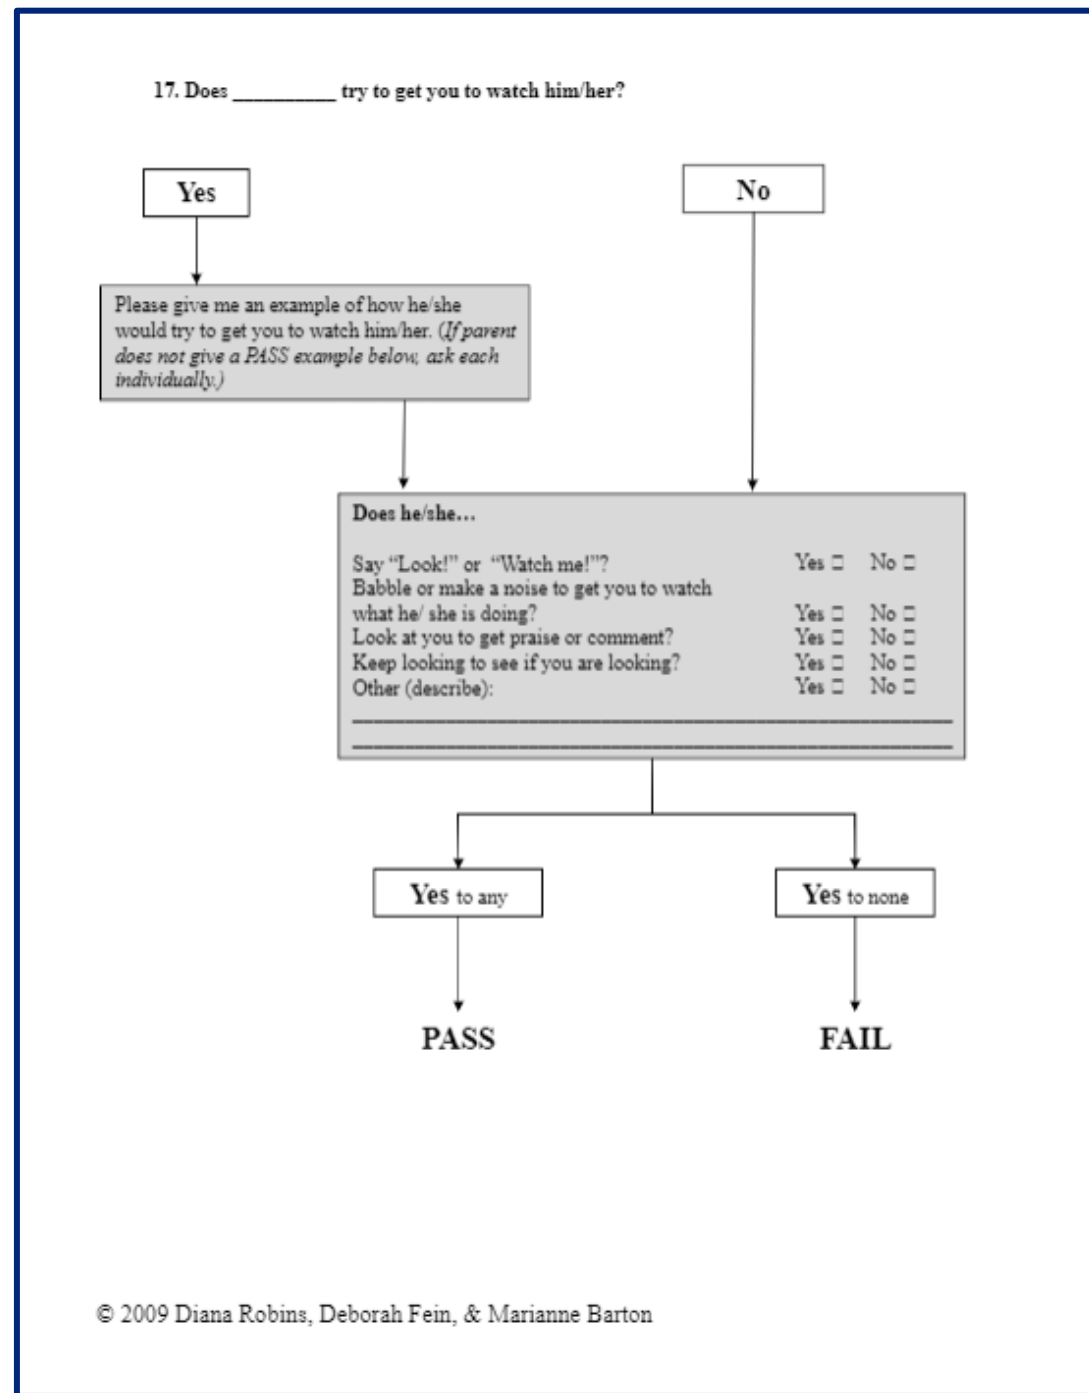 17. Does __________ try to get you to watch him/her?
Yes
No
Please give me an example of how he/she
would try to get you to watch him/her. (If parent
does not give a PASS example below, ask each
individually.)
Does he/she…
Say “Look!” or “Watch me!”? Yes □ No □
Babble or make a noise to get you to watch
what he/ she is doing? Yes □ No □
Look at you to get praise or comment? Yes □ No □
Keep looking to see if you are looking? Yes □ No □
Other (describe): Yes □ No □
Yes to any
Yes to none
PASS
FAIL
© 2009 Diana Robins, Deborah Fein, & Marianne Barton